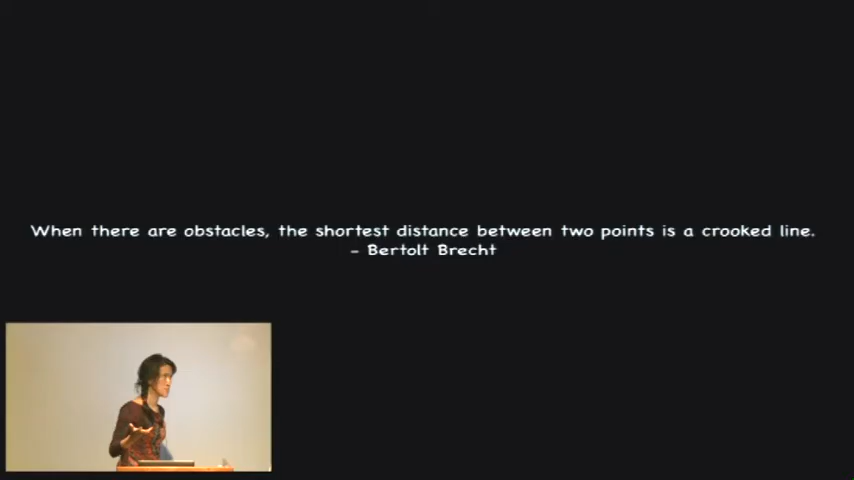 When there are obstacles, the shortest distance between two points is a crooked line.
– Bertolt Brecht